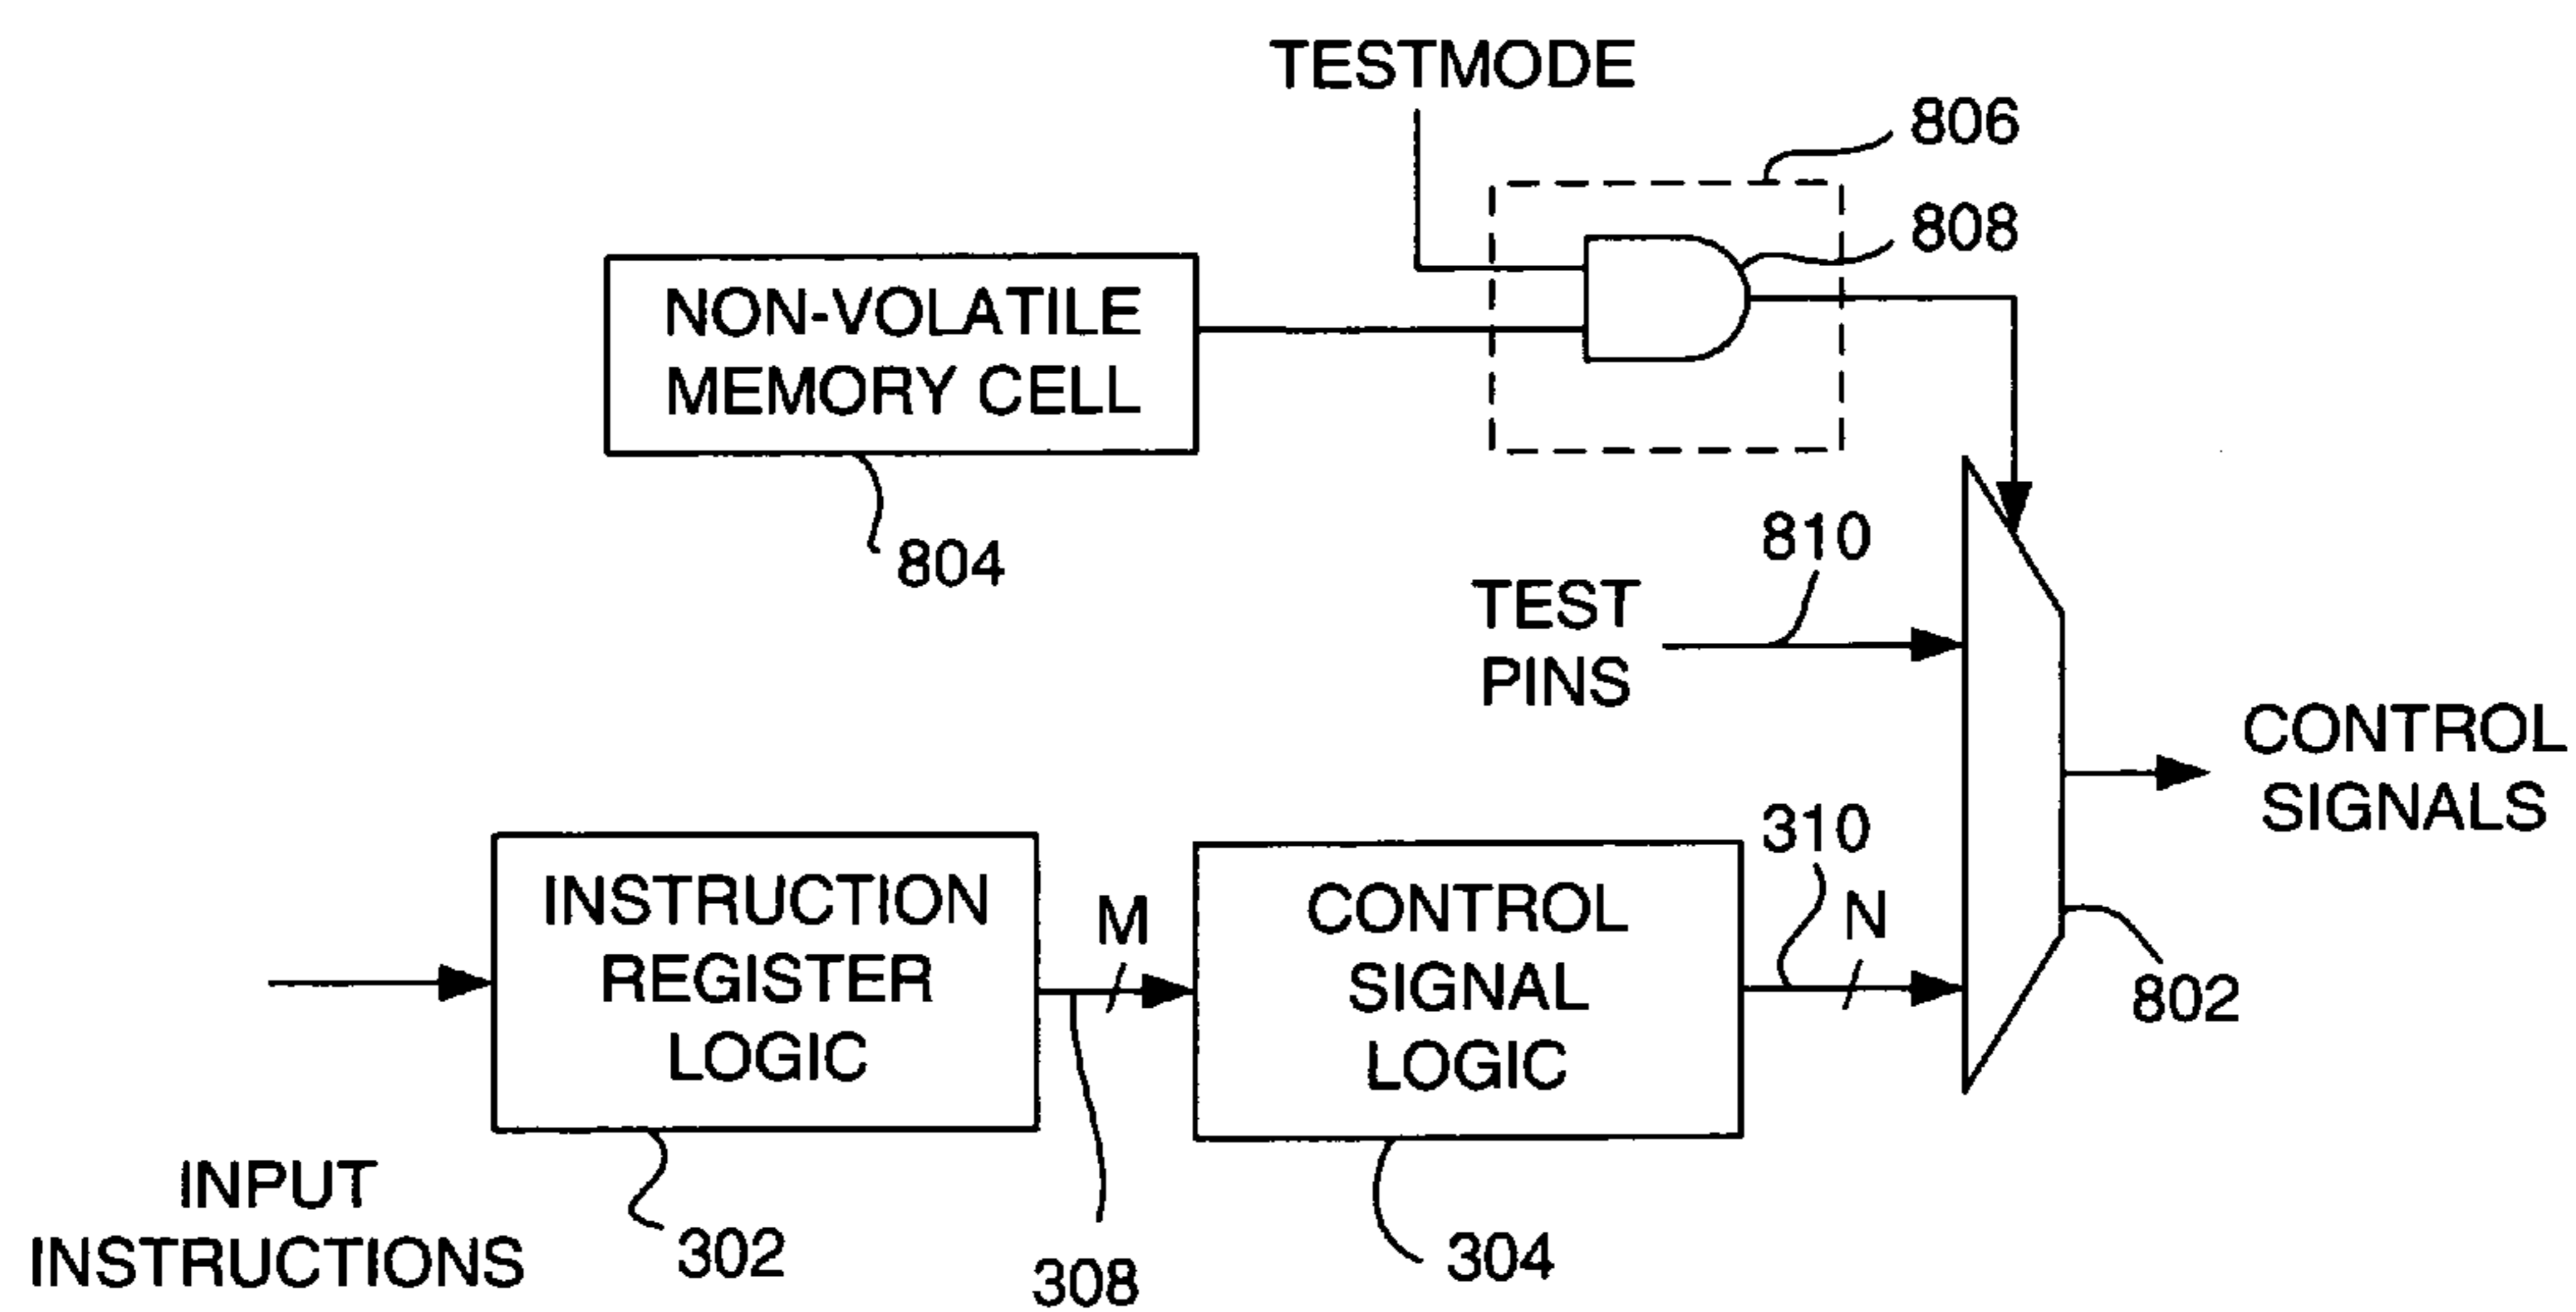 TESTMODE
806
808
NON-VOLATILE
MEMORY CELL
804
810
TEST
PINS
CONTROL
SIGNALS
310
N
M
INSTRUCTION
REGISTER
LOGIC
CONTROL
SIGNAL
LOGIC
802
INPUT
INSTRUCTIONS
302
308
304